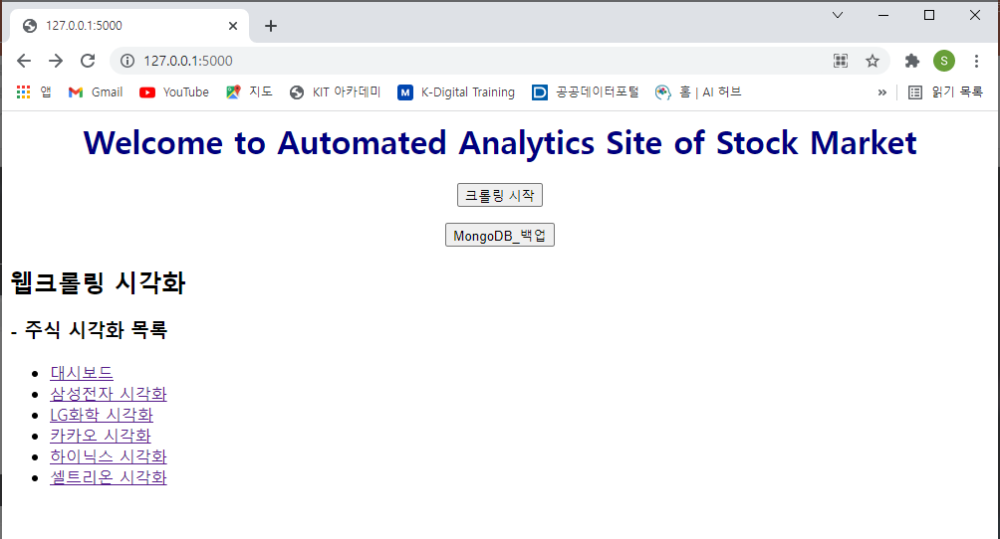 127.0.0.1:5000
127.0.0.1:5000
S
앱 Gmail YouTube 지도 KIT 아카데미 K-Digital Training 공공데이터포털 홀 | AI 허브 » 읽기 목록
Welcome to Automated Analytics Site of Stock Market
크롤링 시작
MongoDB_백업
웹크롤링 시각화
- 주식 시각화 목록
대시보드
삼성전자 시각화
LG화학 시각화
카카오 시각화
하이닉스 시각화
셀트리온 시각화